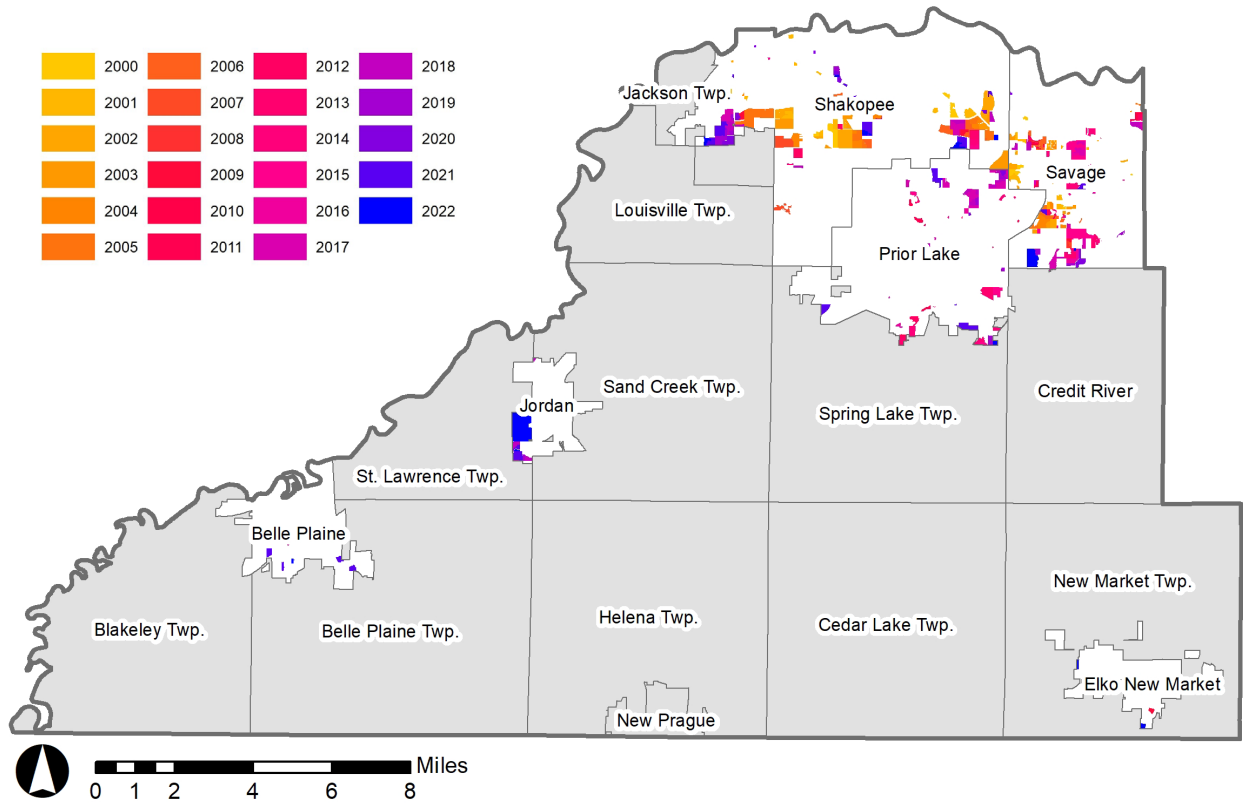 2000 2006 2012 2018
2001 2007 2013 2019
2002 2008 2014 2020
2003 2009 2015 2021
2004 2010 2016 2022
2005 2011 2017
Jackson Twp.
Shakopee
Savage
Louisville Twp.
Prior Lake
Sand Creek Twp.
Credit River
Jordan
Spring Lake Twp.
St. Lawrence Twp.
Belle Plaine
New Market Twp.
Helena Twp.
Cedar Lake Twp.
Blakeley Twp.
Belle Plaine Twp.
Elko New Market
New Prague
Miles
0 1 2 4 6 8